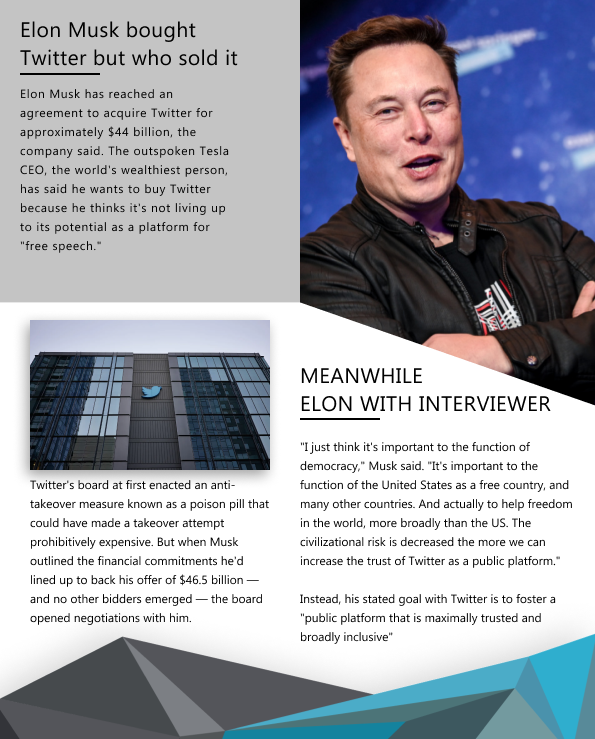 Elon Musk bought
Twitter but who sold it
Elon Musk has reached an
agreement to acquire Twitter for
approximately $44 billion, the
company said. The outspoken Tesla
CEO, the world's wealthiest person,
has said he wants to buy Twitter
because he thinks it's not living up
to its potential as a platform for
"free speech."
Twitter's board at first enacted an anti-
takeover measure known as a poison pill that
could have made a takeover attempt
prohibitively expensive. But when Musk
outlined the financial commitments he'd
lined up to back his offer of $46.5 billion —
and no other bidders emerged — the board
opened negotiations with him.
MEANWHILE
ELON WITH INTERVIEWER
"I just think it's important to the function of
democracy," Musk said. "It's important to the
function of the United States as a free country, and
many other countries. And actually to help freedom
in the world, more broadly than the US. The
civilizational risk is decreased the more we can
increase the trust of Twitter as a public platform."
Instead, his stated goal with Twitter is to foster a
"public platform that is maximally trusted and
broadly inclusive"